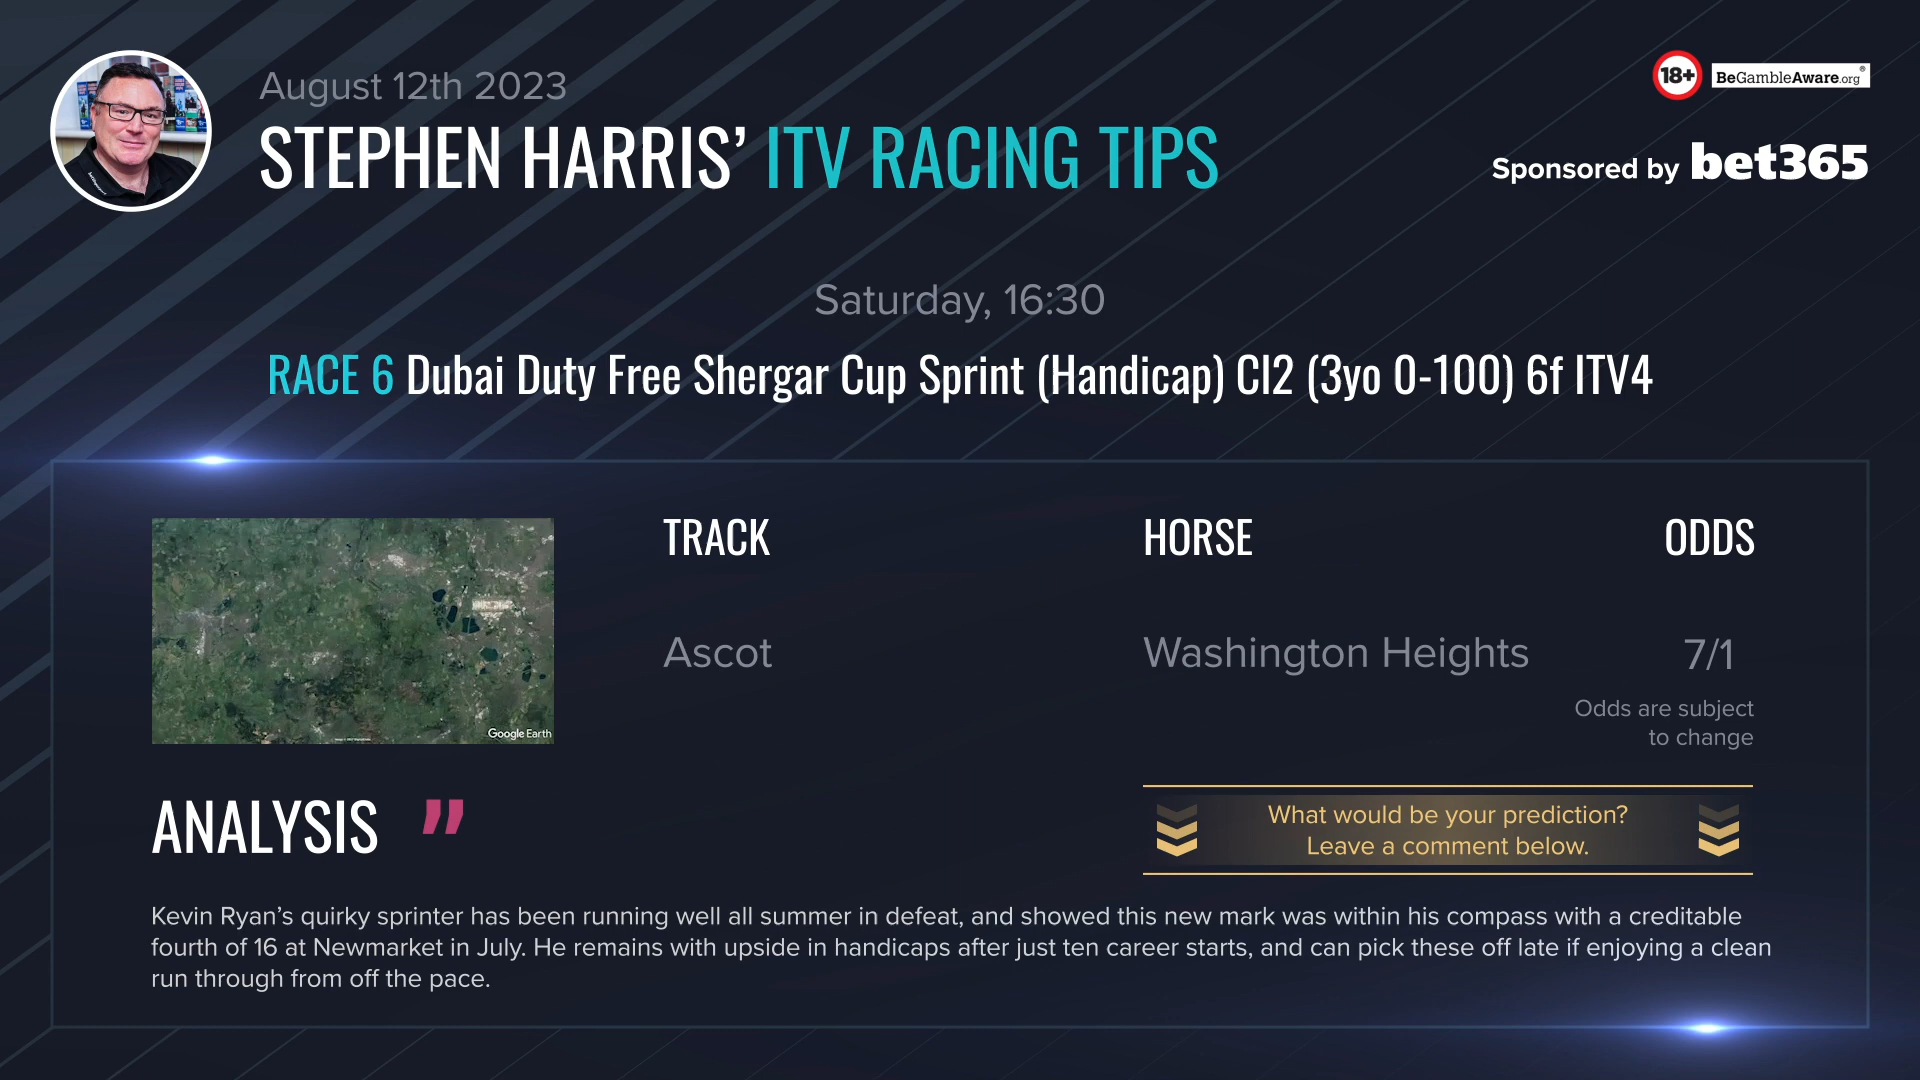 August 12th 2023
STEPHEN HARRIS’ ITV RACING TIPS
18+ BeGambleAware.org®
Sponsored by bet365
Saturday, 16:30
RACE 6 Dubai Duty Free Shergar Cup Sprint (Handicap) Cl2 (3yo 0-100) 6f ITV4
TRACK
HORSE
ODDS
Ascot
Washington Heights
7/1
Odds are subject
to change
Google Earth
ANALYSIS ”
What would be your prediction?
Leave a comment below.
Kevin Ryan’s quirky sprinter has been running well all summer in defeat, and showed this new mark was within his compass with a creditable
fourth of 16 at Newmarket in July. He remains with upside in handicaps after just ten career starts, and can pick these off late if enjoying a clean
run through from off the pace.